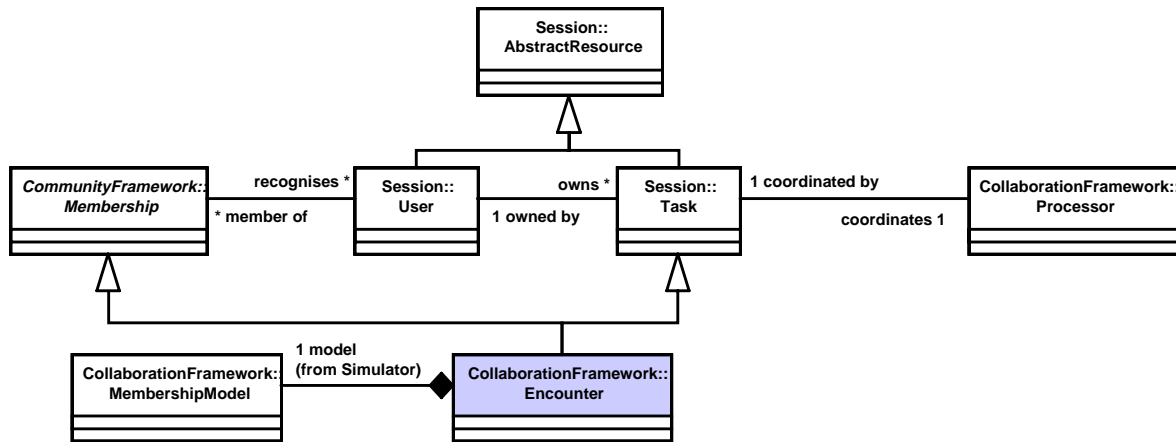 Session::
AbstractResource
CommunityFramework::
Membership
recognises *
* member of
Session::
User
owns *
1 owned by
Session::
Task
1 coordinated by
coordinates 1
CollaborationFramework::
Processor
CollaborationFramework::
MembershipModel
1 model
(from Simulator)
CollaborationFramework::
Encounter